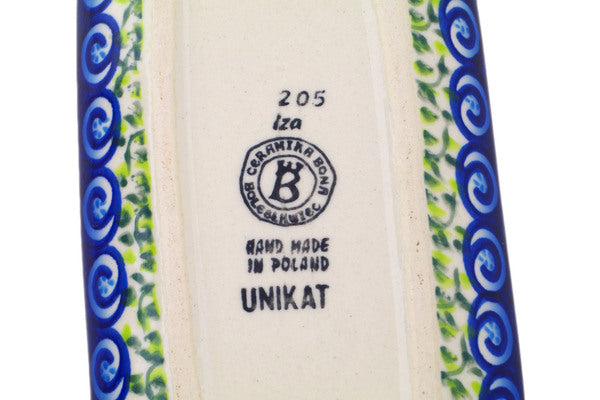 205
Iza
CERAMIKA BONA
B
BOLESŁAWIEC
HAND MADE
IN POLAND
UNIKAT